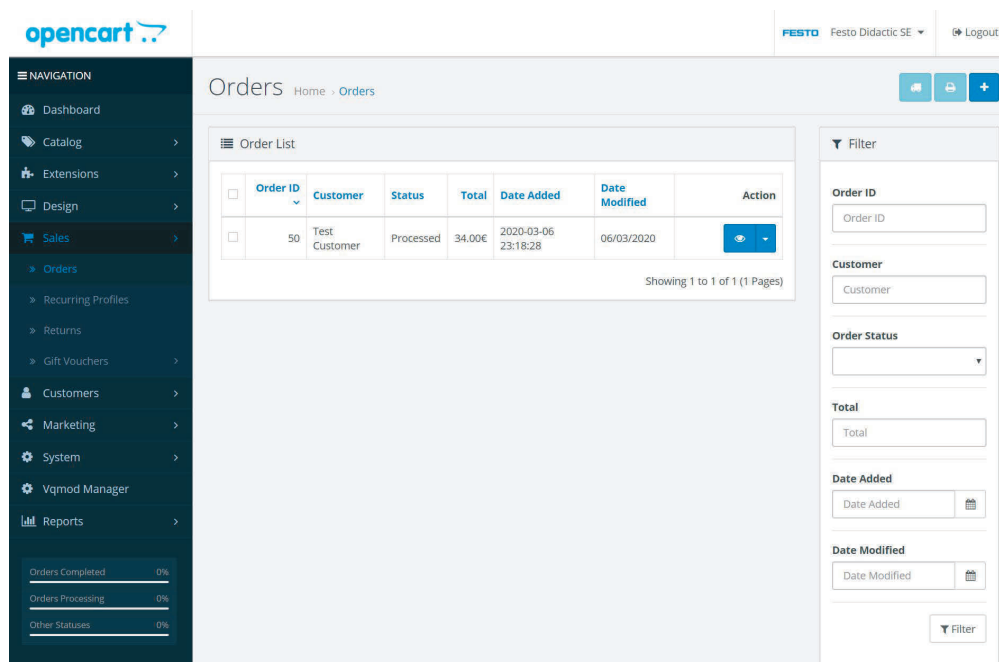 opencart
FESTO Festo Didactic SE Logout
NAVIGATION
Dashboard
Catalog
Extensions
Design
Sales
» Orders
» Recurring Profiles
» Returns
» Gift Vouchers
Customers
Marketing
System
Vqmod Manager
Reports
Orders Completed 0%
Orders Processing 0%
Other Statuses 0%
Orders Home › Orders
Order List
Order ID Customer Status Total Date Added Date Modified Action
50 Test Customer Processed 34.00€ 2020-03-06 23:18:28 06/03/2020
Showing 1 to 1 of 1 (1 Pages)
Filter
Order ID
Order ID
Customer
Customer
Order Status
Total
Total
Date Added
Date Added
Date Modified
Date Modified
Filter